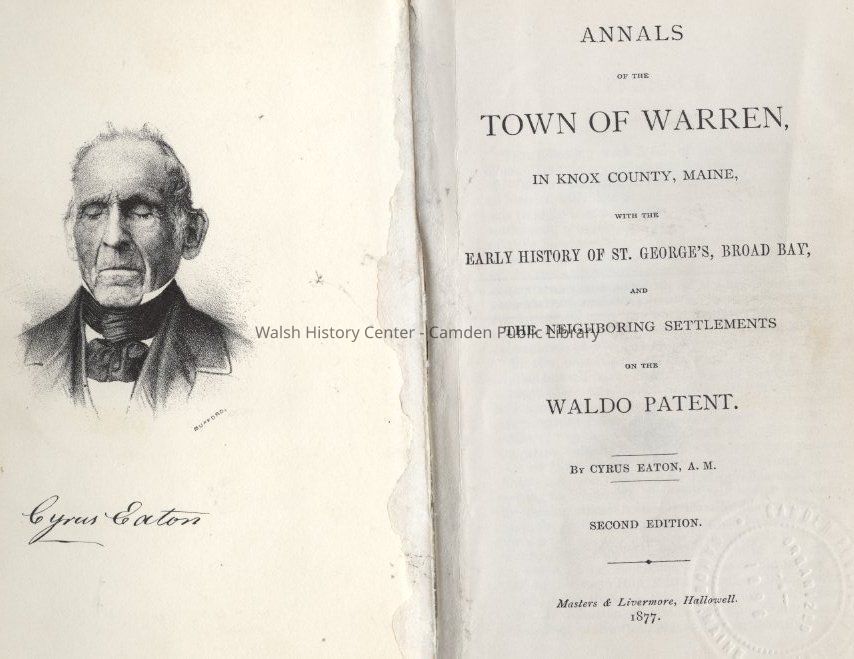 BUFFORD.
Cyrus Eaton
ANNALS
OF THE
TOWN OF WARREN,
IN KNOX COUNTY, MAINE,
WITH THE
EARLY HISTORY OF ST. GEORGE'S, BROAD BAY,
AND
THE NEIGHBORING SETTLEMENTS
ON THE
WALDO PATENT.
By CYRUS EATON, A. M.
SECOND EDITION.
Masters & Livermore, Hallowell.
1877.
Walsh History Center - Camden Public Library